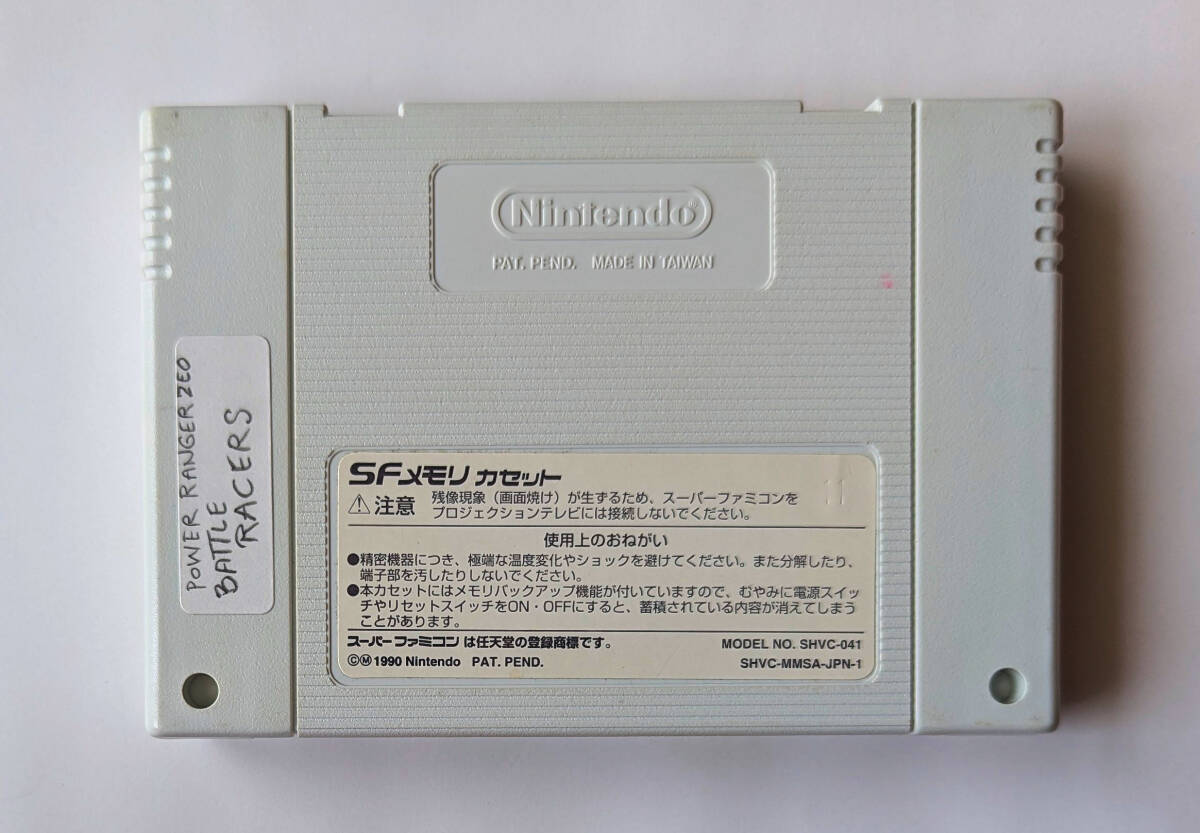 Nintendo®
PAT. PEND. MADE IN TAIWAN
POWER RANGER ZEO
BATTLE
RACERS
SFメモリ カセット
11
⚠注意 残像現象（画面焼け）が生ずるため、スーパーファミコンを
プロジェクションテレビには接続しないでください。
使用上のおねがい
●精密機器につき、極端な温度変化やショックを避けてください。また分解したり、
端子部を汚したりしないでください。
●本カセットにはメモリバックアップ機能が付いていますので、むやみに電源スイッ
チやリセットスイッチをON・OFFにすると、蓄積されている内容が消えてしまう
ことがあります。
スーパーファミコン は任天堂の登録商標です。 MODEL NO. SHVC-041
©Ⓜ1990 Nintendo PAT. PEND. SHVC-MMSA-JPN-1